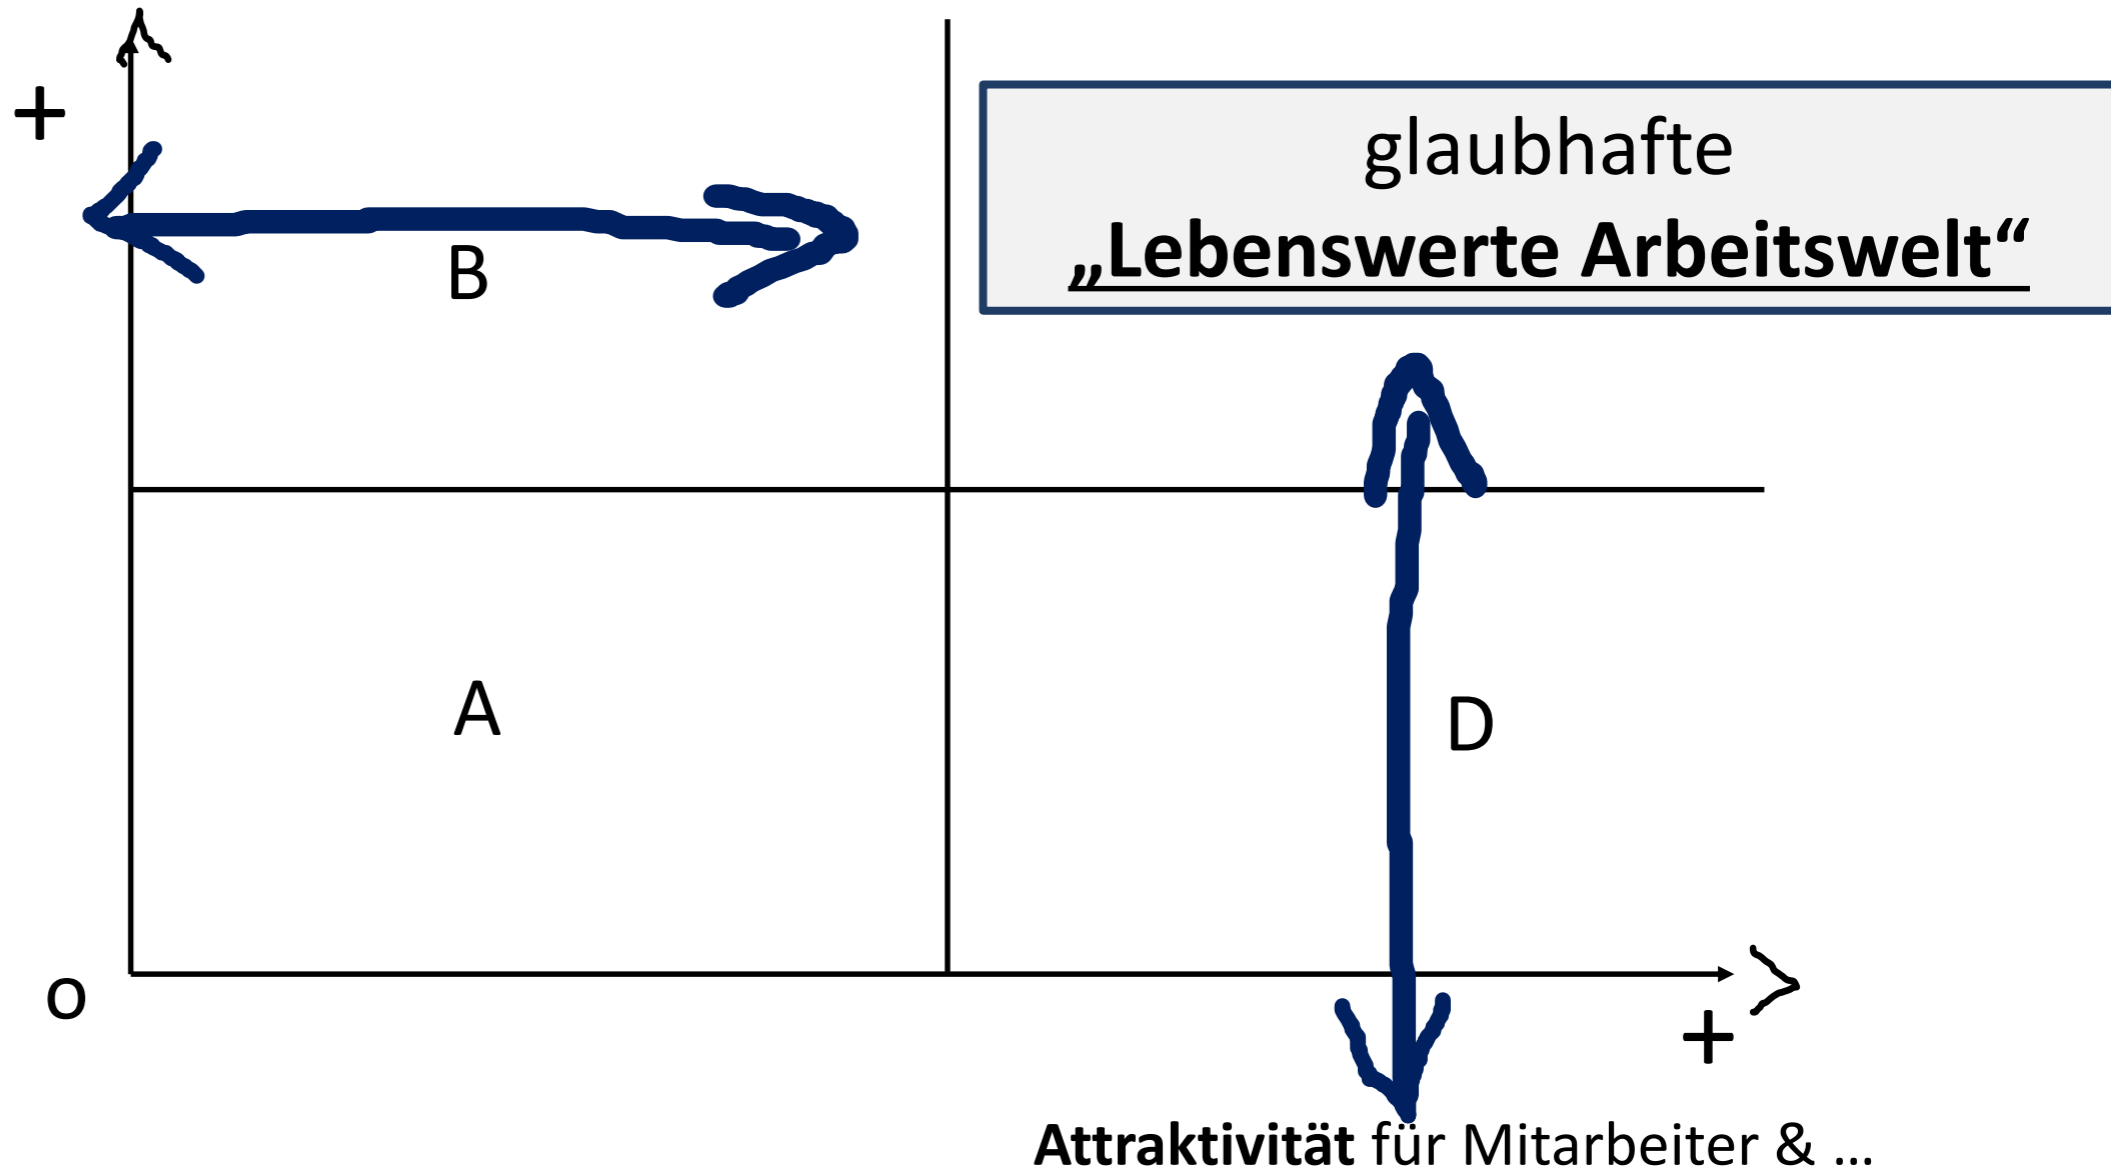 +
glaubhafte
„Lebenswerte Arbeitswelt“
B
A
D
o
+
Attraktivität für Mitarbeiter & ...